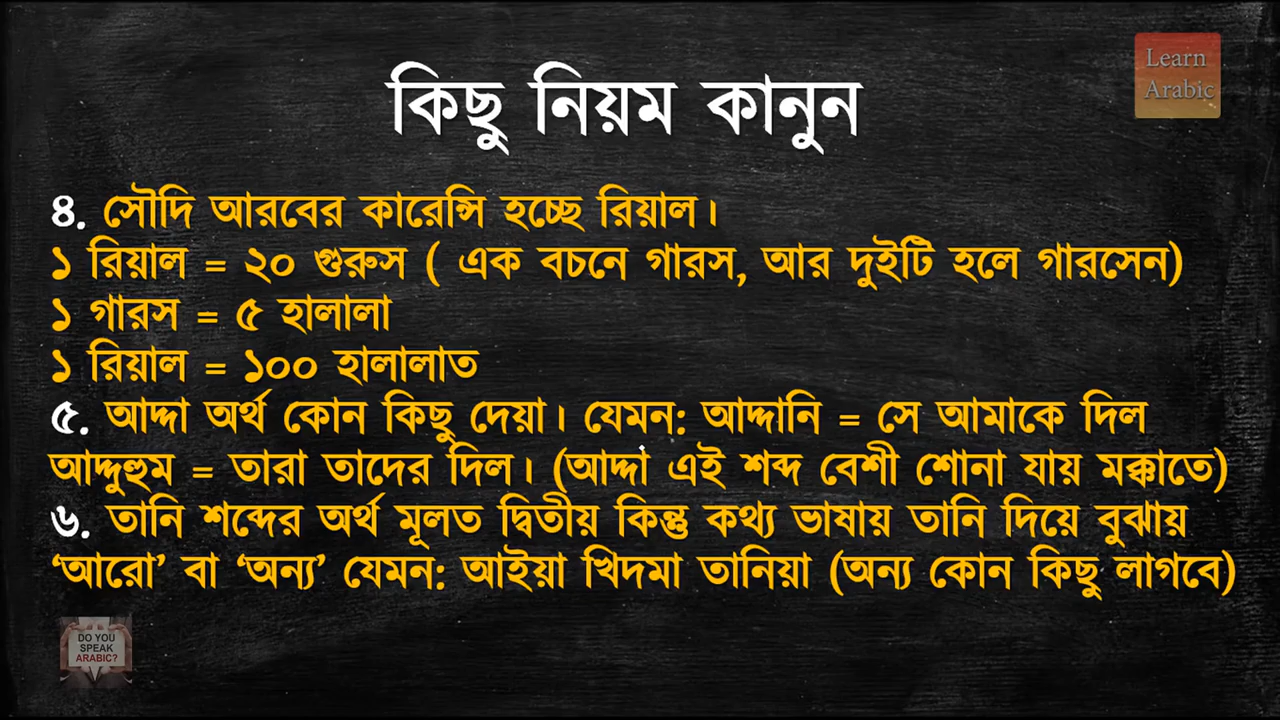 কিছু নিয়ম কানুন
Learn
Arabic
৪. সৌদি আরবের কারেন্সি হচ্ছে রিয়াল।
১ রিয়াল = ২০ গুরুস ( এক বচনে গারস, আর দুইটি হলে গারসেন)
১ গারস = ৫ হালালা
১ রিয়াল = ১০০ হালালাত
৫. আদ্দা অর্থ কোন কিছু দেয়া। যেমন: আদ্দানি = সে আমাকে দিল
আদ্দুহুম = তারা তাদের দিল। (আদ্দা এই শব্দ বেশী শোনা যায় মক্কাতে)
৬. তানি শব্দের অর্থ মূলত দ্বিতীয় কিন্তু কথ্য ভাষায় তানি দিয়ে বুঝায়
‘আরো’ বা ‘অন্য’ যেমন: আইয়া খিদমা তানিয়া (অন্য কোন কিছু লাগবে)
DO YOU
SPEAK
ARABIC?